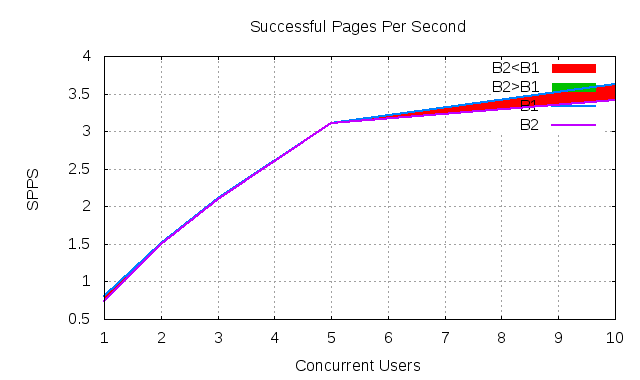 Successful Pages Per Second
4
3.5
3
2.5
2
1.5
1
0.5
SPPS
B2<B1
B2>B1
B1
B2
1 2 3 4 5 6 7 8 9 10
Concurrent Users